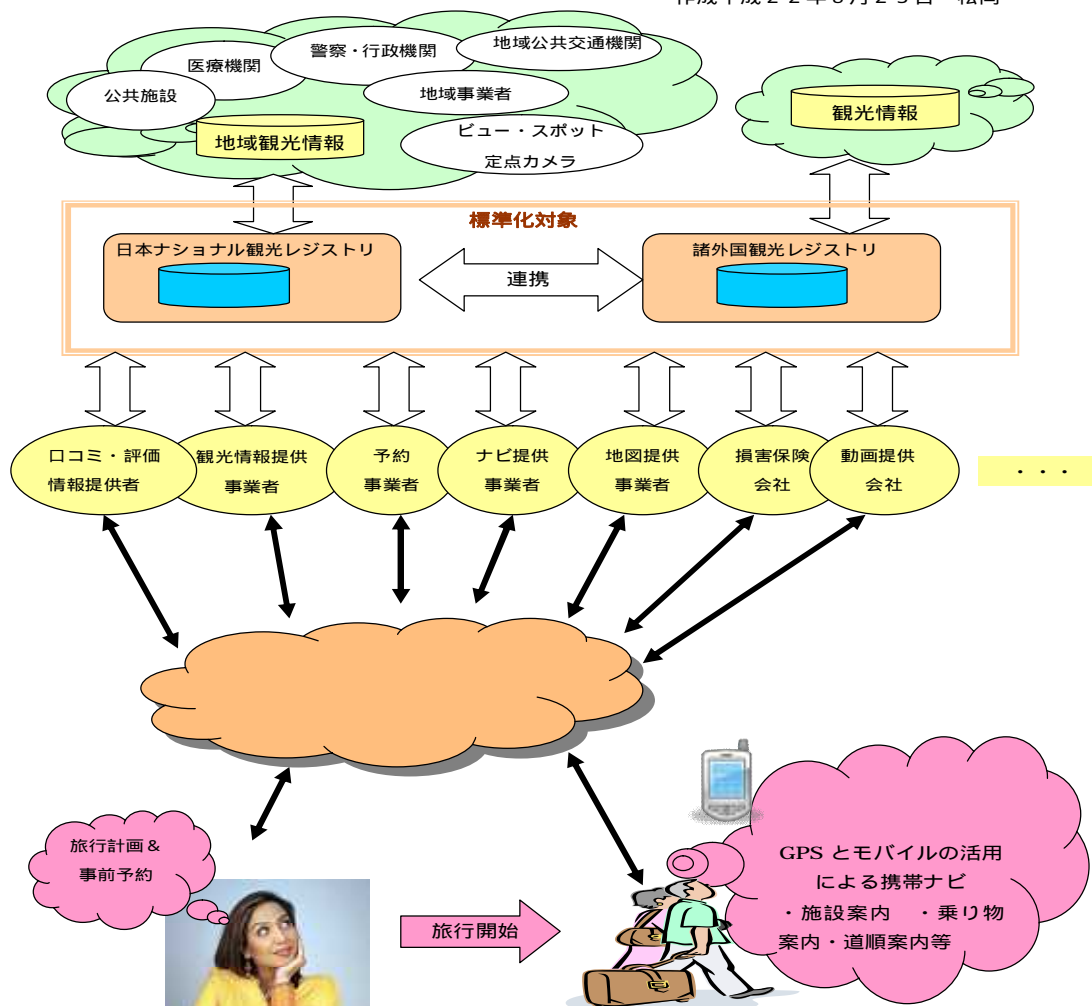 地域公共交通機関
警察・行政機関
医療機関
公共施設
地域事業者
地域観光情報
ビュー・スポット
定点カメラ
観光情報
標準化対象
日本ナショナル観光レジストリ
諸外国観光レジストリ
連携
口コミ・評価
情報提供者
観光情報提供
事業者
予約
事業者
ナビ提供
事業者
地図提供
事業者
損害保険
会社
動画提供
会社
・・・
旅行計画＆
事前予約
旅行開始
GPS とモバイルの活用
による携帯ナビ
・施設案内　・乗り物
案内・道順案内等